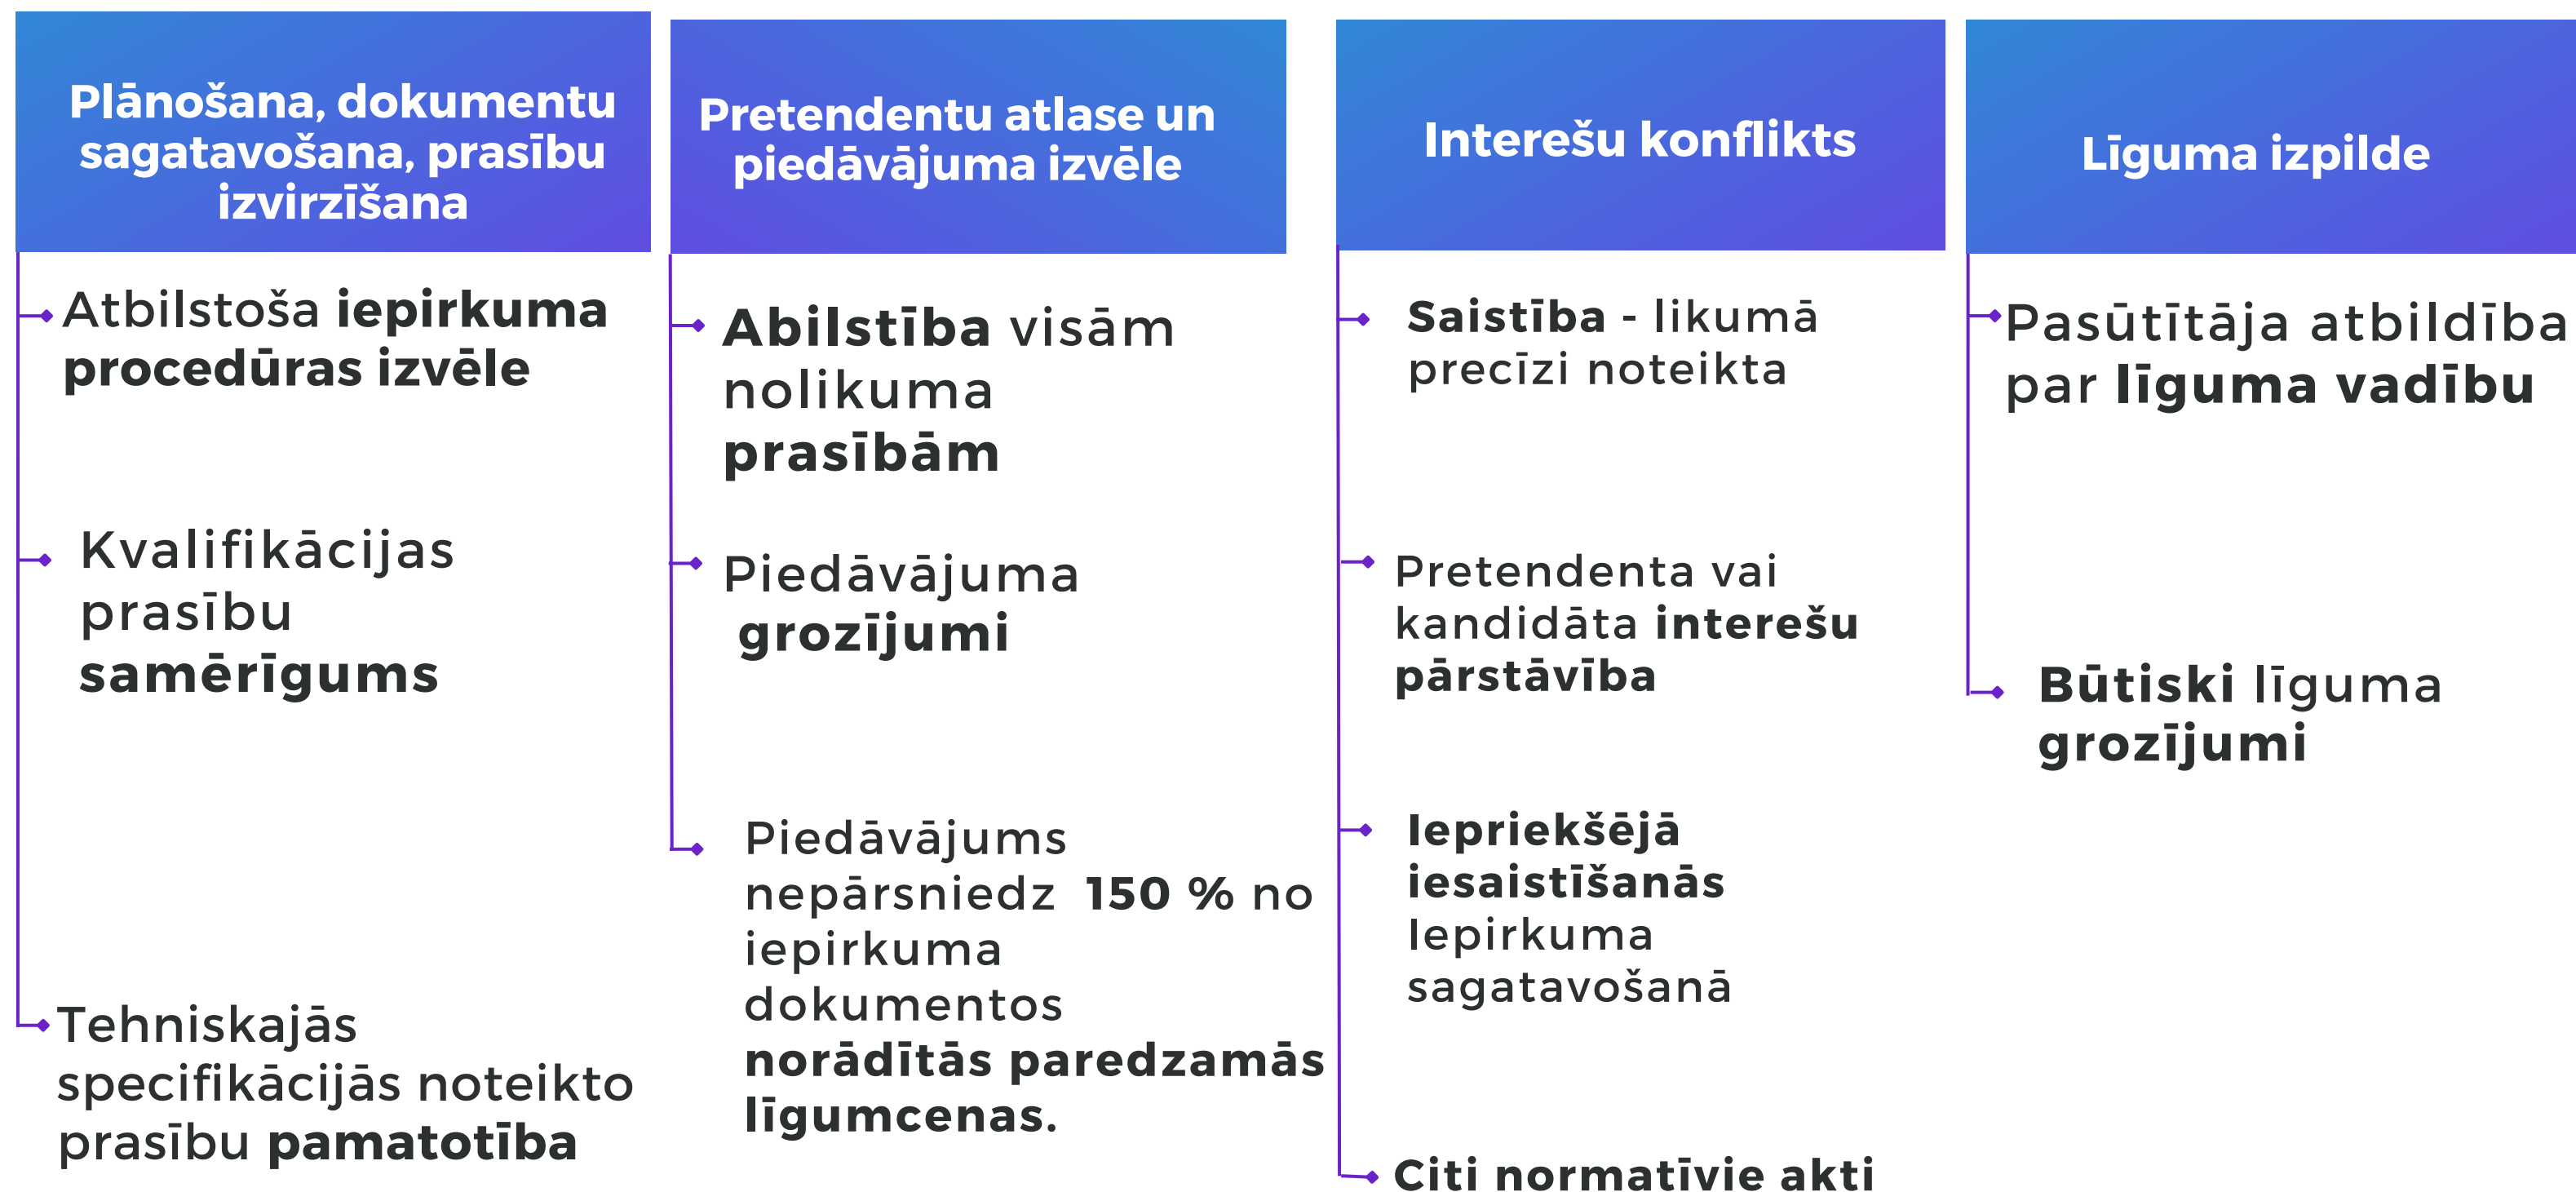 Plānošana, dokumentu
sagatavošana, prasību
izvirzīšana
Atbilstoša iepirkuma
procedūras izvēle
Kvalifikācijas
prasību
samērīgums
Tehniskajās
specifikācijās noteikto
prasību pamatotība
Pretendentu atlase un
piedāvājuma izvēle
Abilstība visām
nolikuma
prasībām
Piedāvājuma
grozījumi
Piedāvājums
nepārsniedz 150 % no
iepirkuma
dokumentos
norādītās paredzamās
līgumcenas.
Interešu konflikts
Saistība - likumā
precīzi noteikta
Pretendenta vai
kandidāta interešu
pārstāvība
Iepriekšējā
iesaistīšanās
Iepirkuma
sagatavošanā
Citi normatīvie akti
Līguma izpilde
Pasūtītāja atbildība
par līguma vadību
Būtiski līguma
grozījumi